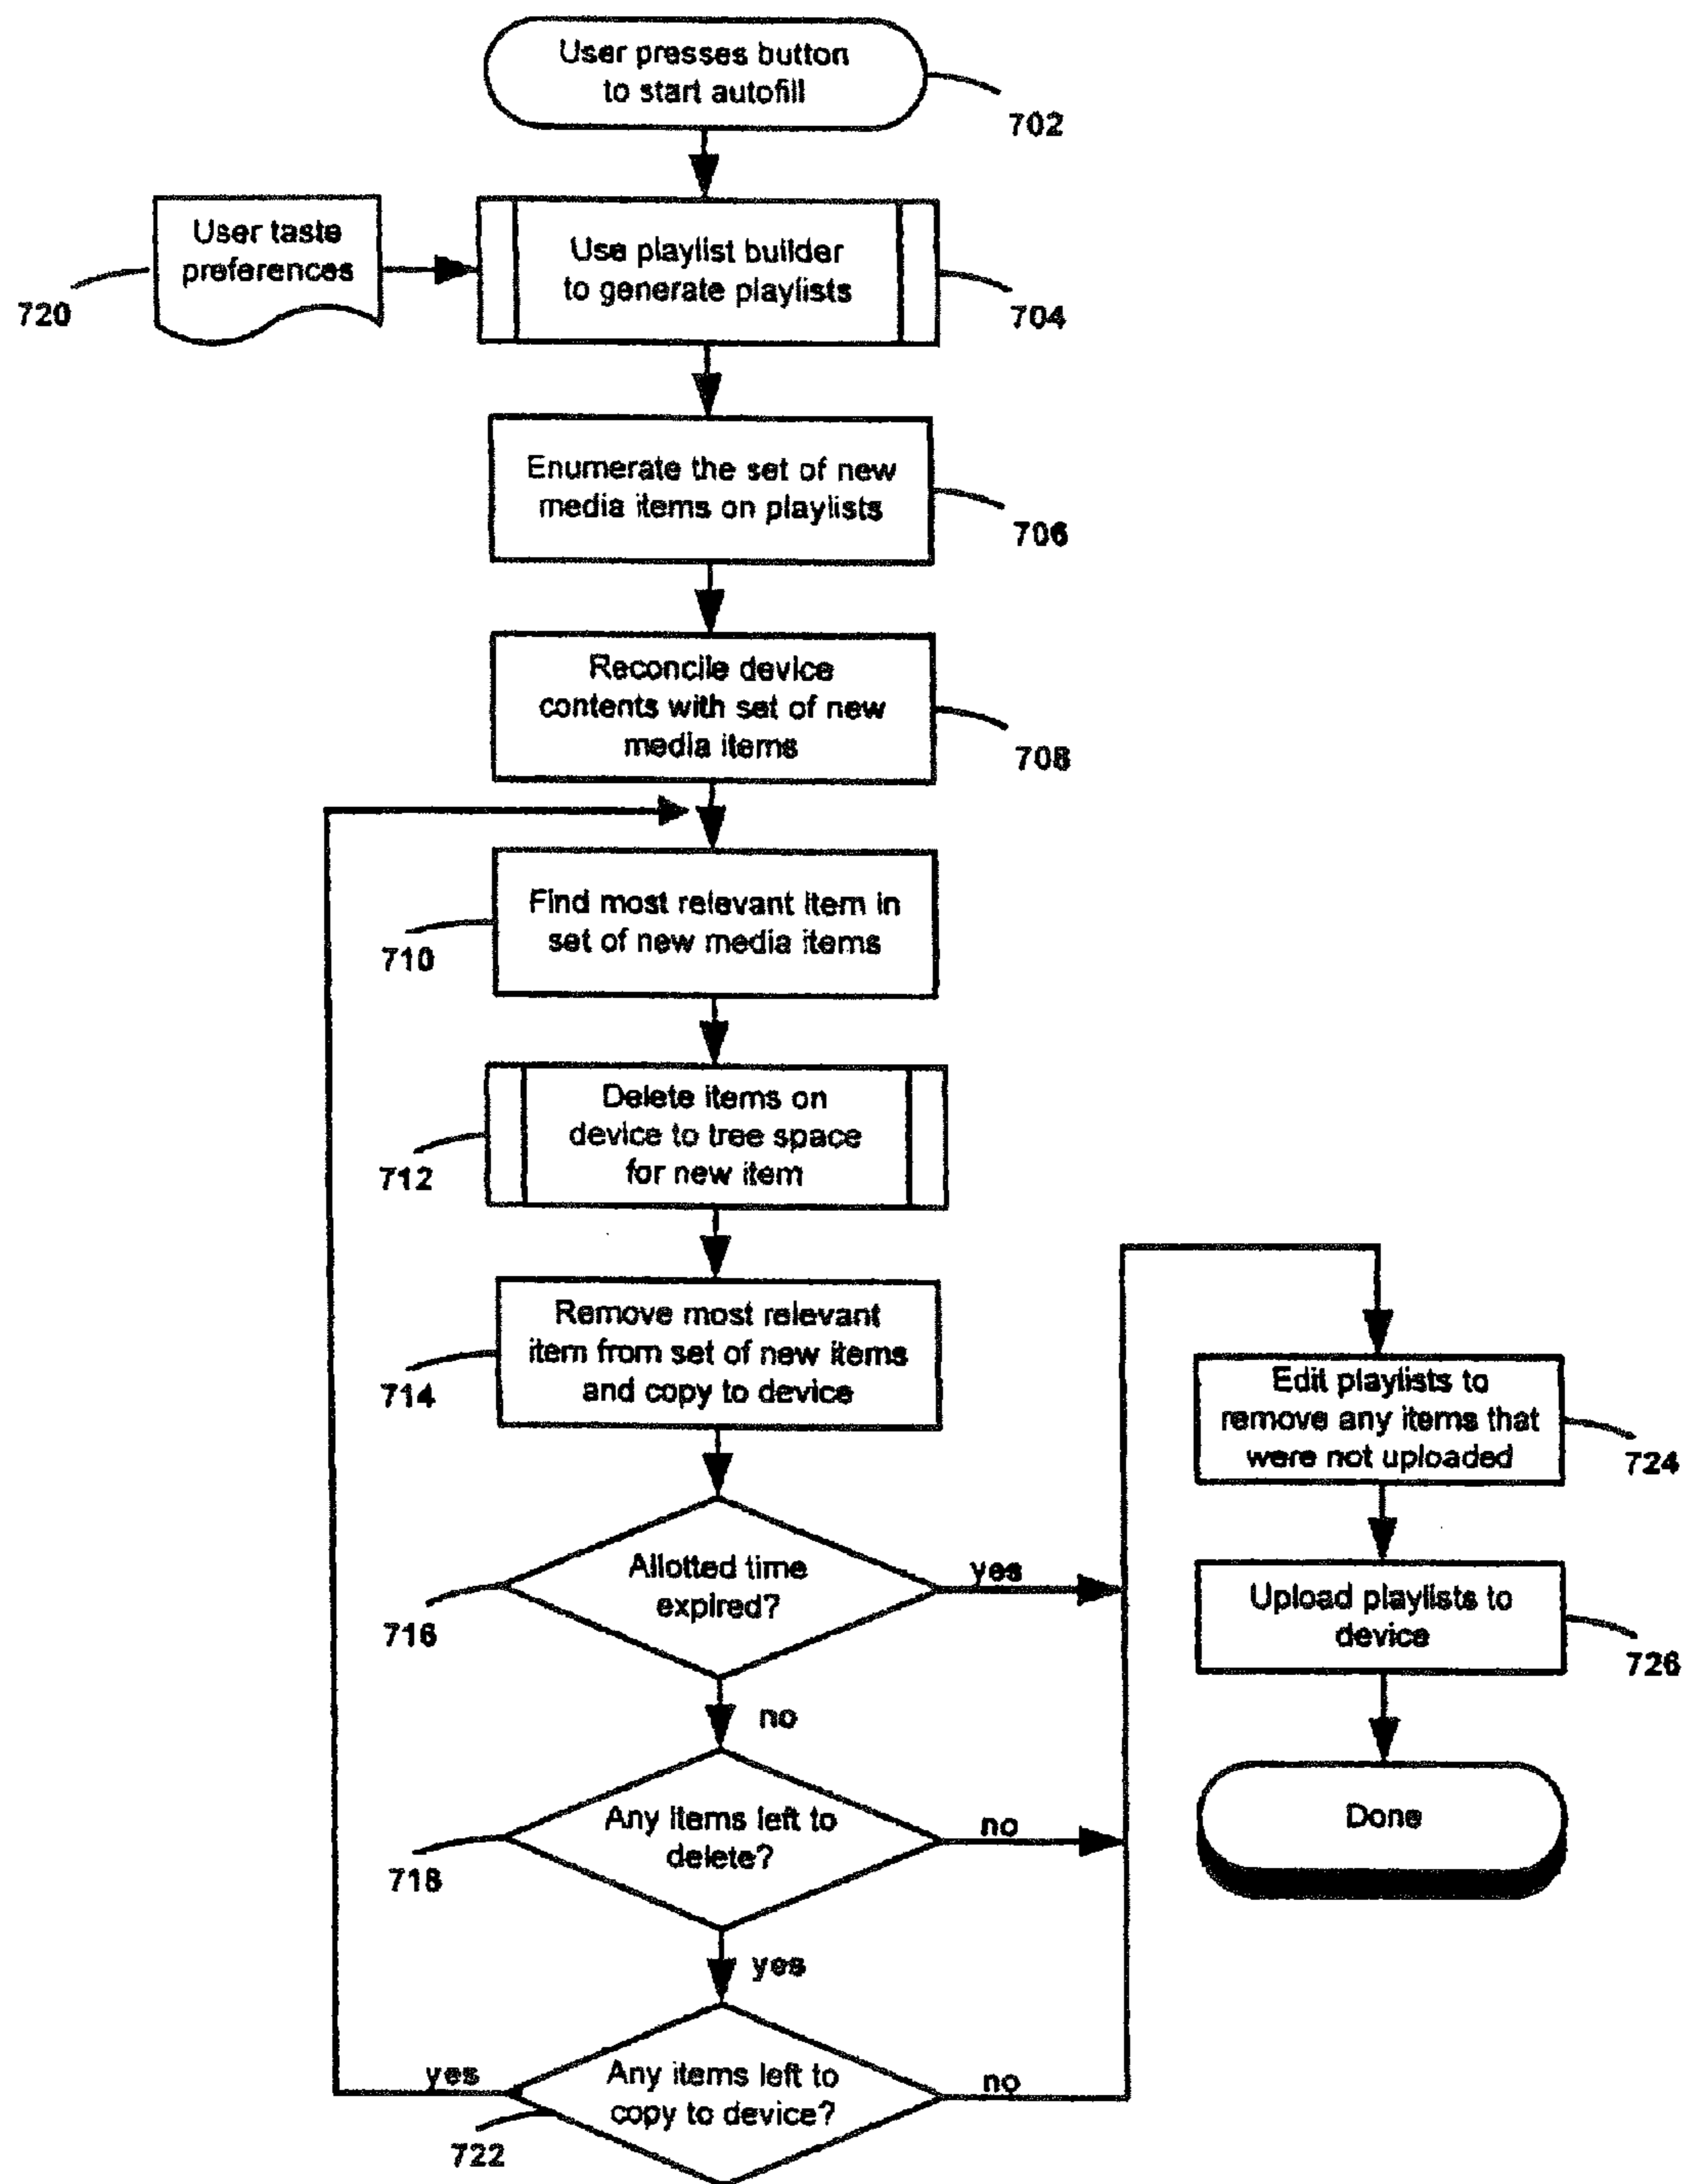 User presses button
to start autofill
702
User taste
preferences
720
Use playlist builder
to generate playlists
704
Enumerate the set of new
media items on playlists
706
Reconcile device
contents with set of new
media items
708
Find most relevant item in
set of new media items
710
Delete items on
device to tree space
for new item
712
Remove most relevant
item from set of new items
and copy to device
714
Allotted time
expired?
716
yes
no
Any items left to
delete?
718
no
yes
Any items left to
copy to device?
722
yes
no
Edit playlists to
remove any items that
were not uploaded
724
Upload playlists to
device
726
Done